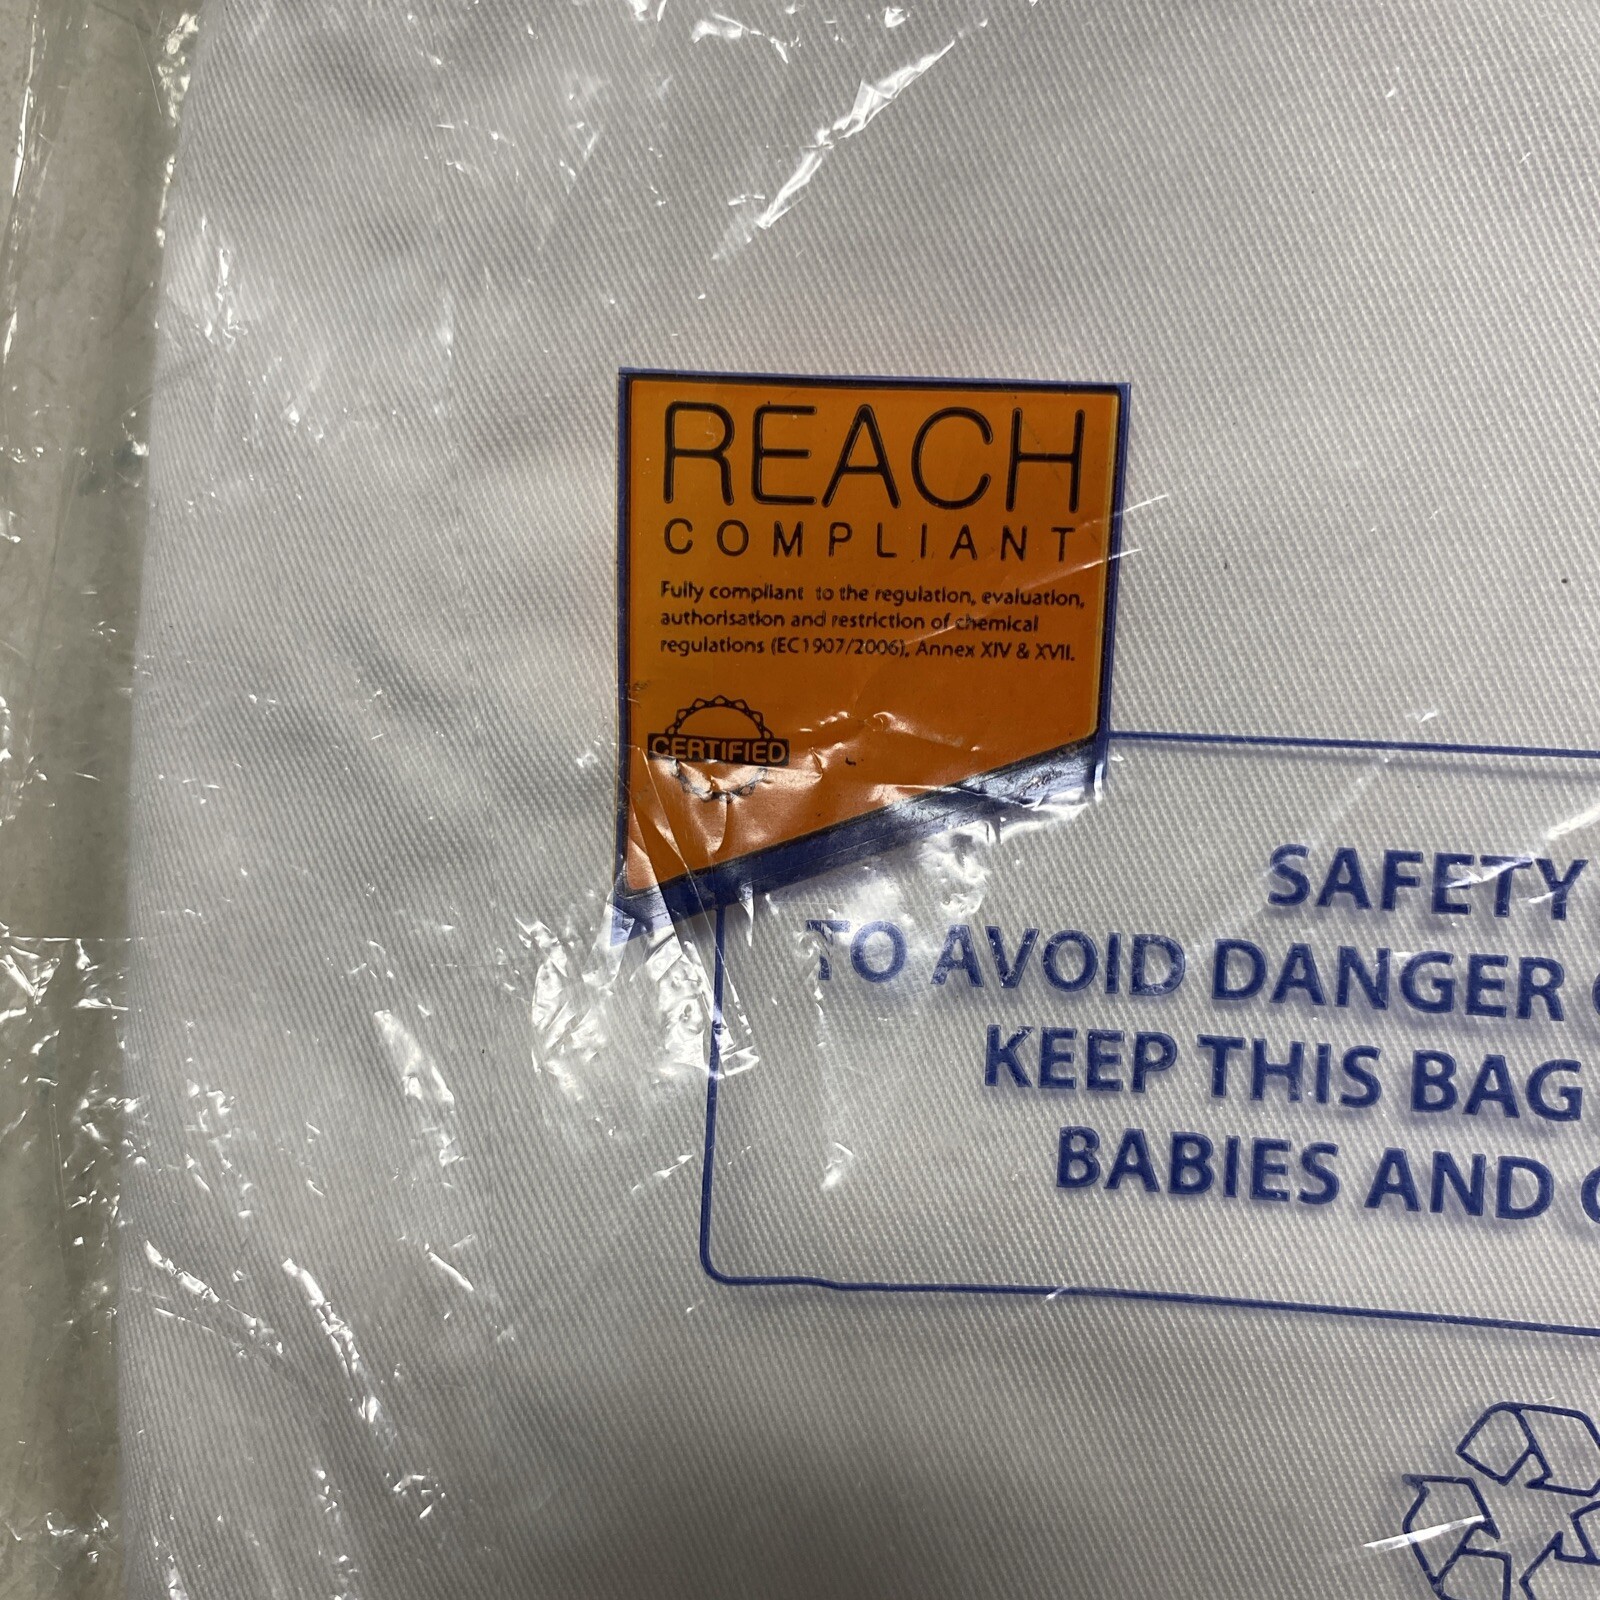 REACH
COMPLIANT
Fully compliant to the regulation, evaluation,
authorisation and restriction of chemical
regulations (EC1907/2006), Annex XIV & XVII.
CERTIFIED
SAFETY
TO AVOID DANGER
KEEP THIS BAG
BABIES AND